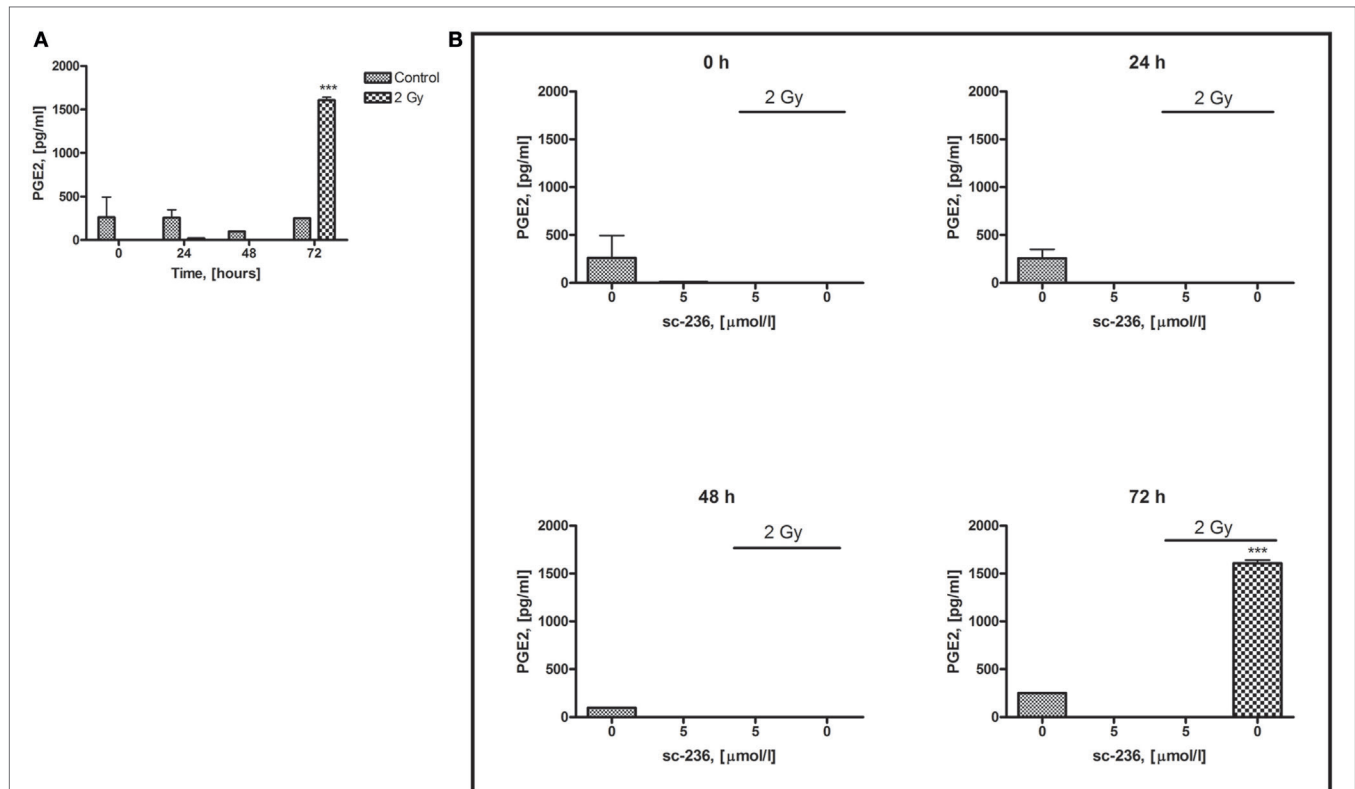 A
2000
1500
1000
500
0
PGE2, [pg/ml]
***
0 24 48 72
Time, [hours]
Control
2 Gy
B
0 h
2 Gy
2000
1500
1000
500
0
PGE2, [pg/ml]
0 5 5 0
sc-236, [μmol/l]
24 h
2 Gy
2000
1500
1000
500
0
PGE2, [pg/ml]
0 5 5 0
sc-236, [μmol/l]
48 h
2 Gy
2000
1500
1000
500
0
PGE2, [pg/ml]
0 5 5 0
sc-236, [μmol/l]
72 h
2 Gy
***
2000
1500
1000
500
0
PGE2, [pg/ml]
0 5 5 0
sc-236, [μmol/l]